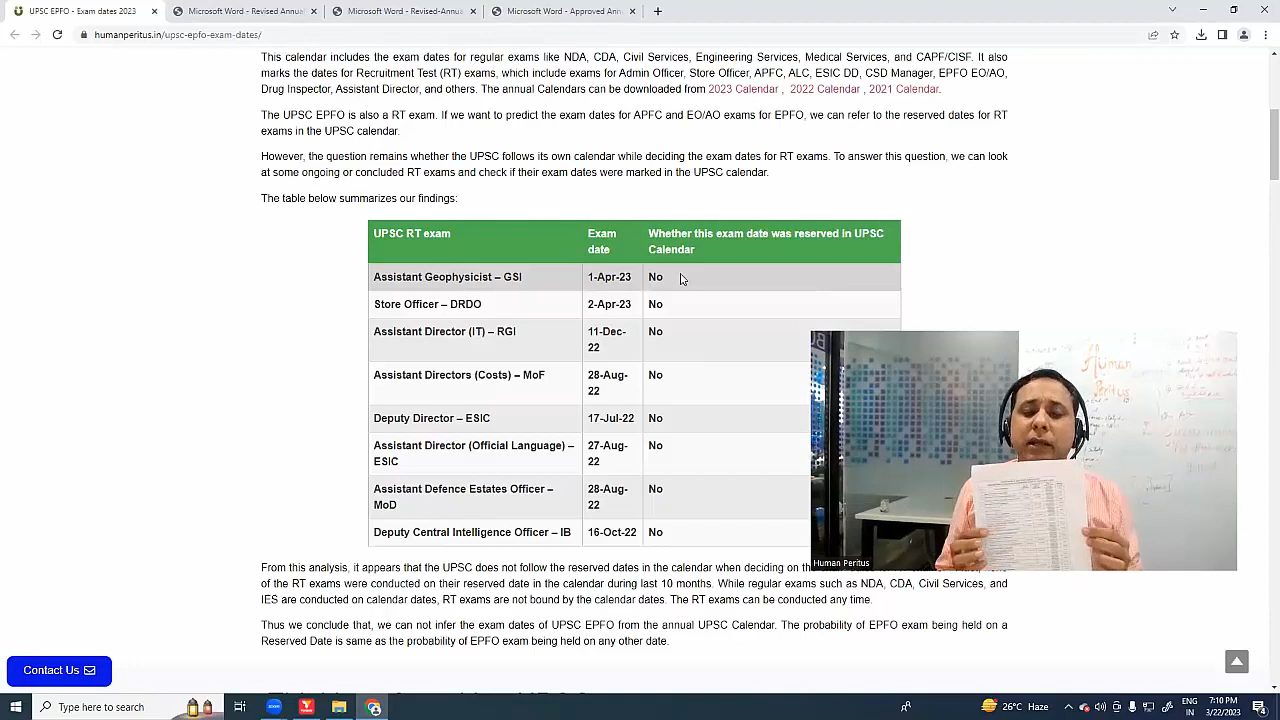 UPSC EPFO - Exam dates 2023
Microsoft Word - Revised Annua
Microsoft Word - Revised-Annua
Microsoft Word - Approved Ann
humanperitus.in/upsc-epfo-exam-dates/
This calendar includes the exam dates for regular exams like NDA, CDA, Civil Services, Engineering Services, Medical Services, and CAPF/CISF. It also
marks the dates for Recruitment Test (RT) exams, which include exams for Admin Officer, Store Officer, APFC, ALC, ESIC DD, CSD Manager, EPFO EO/AO,
Drug Inspector, Assistant Director, and others. The annual Calendars can be downloaded from 2023 Calendar , 2022 Calendar , 2021 Calendar.
The UPSC EPFO is also a RT exam. If we want to predict the exam dates for APFC and EO/AO exams for EPFO, we can refer to the reserved dates for RT
exams in the UPSC calendar.
However, the question remains whether the UPSC follows its own calendar while deciding the exam dates for RT exams. To answer this question, we can look
at some ongoing or concluded RT exams and check if their exam dates were marked in the UPSC calendar.
The table below summarizes our findings:
UPSC RT exam
Exam
date
Whether this exam date was reserved in UPSC
Calendar
Assistant Geophysicist – GSI 1-Apr-23 No
Store Officer – DRDO 2-Apr-23 No
Assistant Director (IT) – RGI 11-Dec- No
22
Assistant Directors (Costs) – MoF 28-Aug- No
22
Deputy Director – ESIC 17-Jul-22 No
Assistant Director (Official Language) – 27-Aug- No
ESIC 22
Assistant Defence Estates Officer – 28-Aug- No
MoD 22
Deputy Central Intelligence Officer – IB 16-Oct-22 No
Human
Peritus
Human Peritus
From this analysis, it appears that the UPSC does not follow the reserved dates in the calendar when deciding on th
of the RT exams were conducted on their reserved date in the calendar during last 10 months. While regular exams such as NDA, CDA, Civil Services, and
IES are conducted on calendar dates, RT exams are not bound by the calendar dates. The RT exams can be conducted any time.
Thus we conclude that, we can not infer the exam dates of UPSC EPFO from the annual UPSC Calendar. The probability of EPFO exam being held on a
Reserved Date is same as the probability of EPFO exam being held on any other date.
Contact Us
Type here to search
26°C Haze
ENG
IN
7:10 PM
3/22/2023